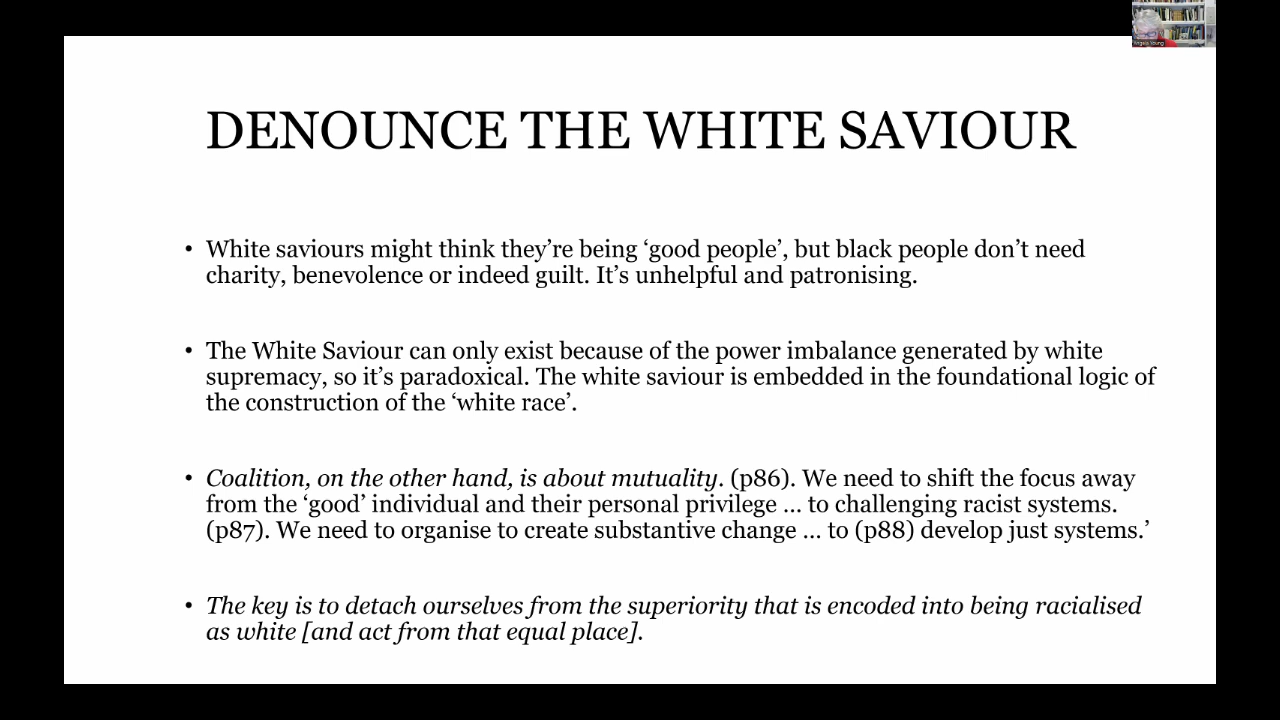 Angela Young
DENOUNCE THE WHITE SAVIOUR
• White saviours might think they’re being ‘good people’, but black people don’t need
charity, benevolence or indeed guilt. It’s unhelpful and patronising.
• The White Saviour can only exist because of the power imbalance generated by white
supremacy, so it’s paradoxical. The white saviour is embedded in the foundational logic of
the construction of the ‘white race’.
• Coalition, on the other hand, is about mutuality. (p86). We need to shift the focus away
from the ‘good’ individual and their personal privilege ... to challenging racist systems.
(p87). We need to organise to create substantive change ... to (p88) develop just systems.’
• The key is to detach ourselves from the superiority that is encoded into being racialised
as white [and act from that equal place].